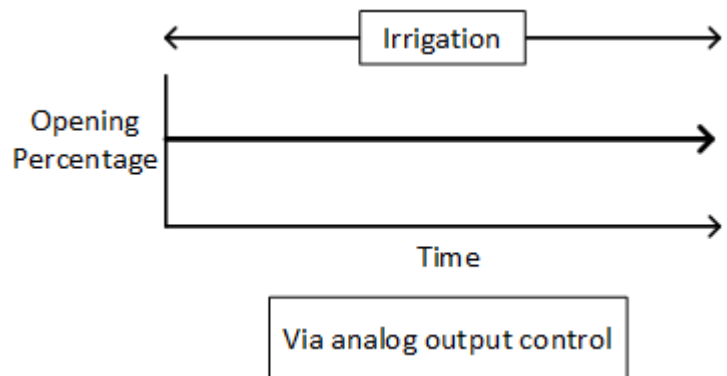 Irrigation
Opening
Percentage
Time
Via analog output control